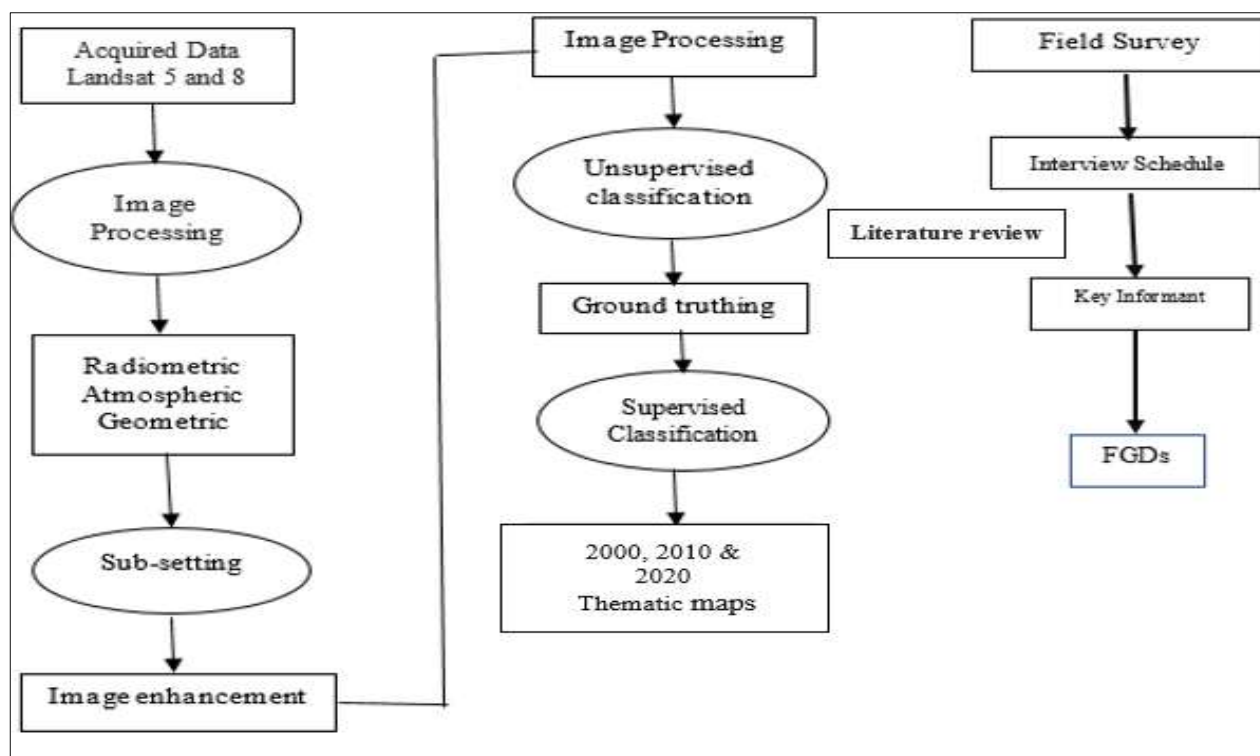 Acquired Data
Landsat 5 and 8
Image
Processing
Radiometric
Atmospheric
Geometric
Sub-setting
Image enhancement
Image Processing
Unsupervised
classification
Ground truthing
Supervised
Classification
2000, 2010 &
2020
Thematic maps
Literature review
Field Survey
Interview Schedule
Key Informant
FGDs